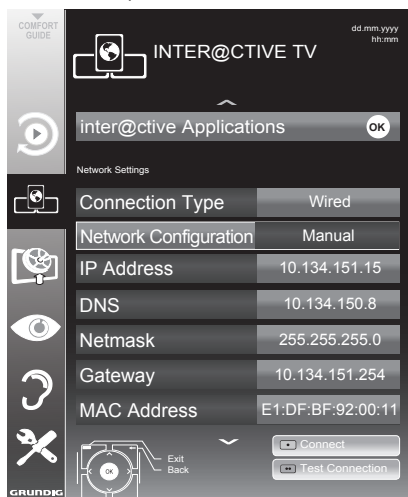 COMFORT
GUIDE
dd.mm.yyyy
hh:mm
INTER@CTIVE TV
inter@ctive Applications OK
Network Settings
Connection Type Wired
Network Configuration Manual
IP Address 10.134.151.15
DNS 10.134.150.8
Netmask 255.255.255.0
Gateway 10.134.151.254
MAC Address E1:DF:BF:92:00:11
Exit
Back
OK
Connect
Test Connection
GRUNDIG